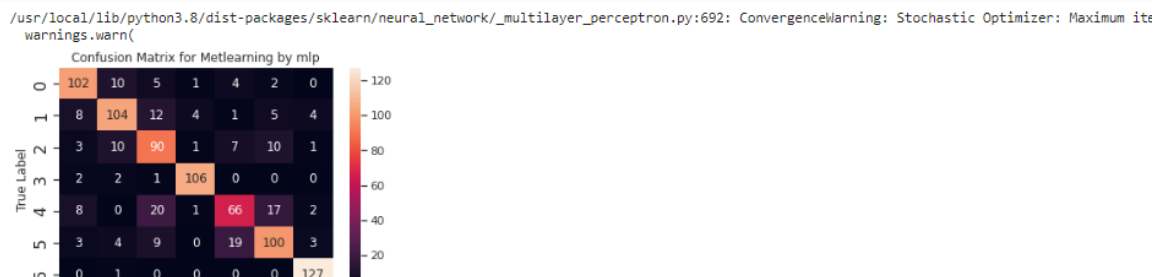 /usr/local/lib/python3.8/dist-packages/sklearn/neural_network/_multilayer_perceptron.py:692: ConvergenceWarning: Stochastic Optimizer: Maximum ite
warnings.warn(
Confusion Matrix for Metlearning by mlp
0 102 10 5 1 4 2 0
1 8 104 12 4 1 5 4
2 3 10 90 1 7 10 1
3 2 2 1 106 0 0 0
4 8 0 20 1 66 17 2
5 3 4 9 0 19 100 3
0 1 0 0 0 0 127
True Label
120
100
80
60
40
20